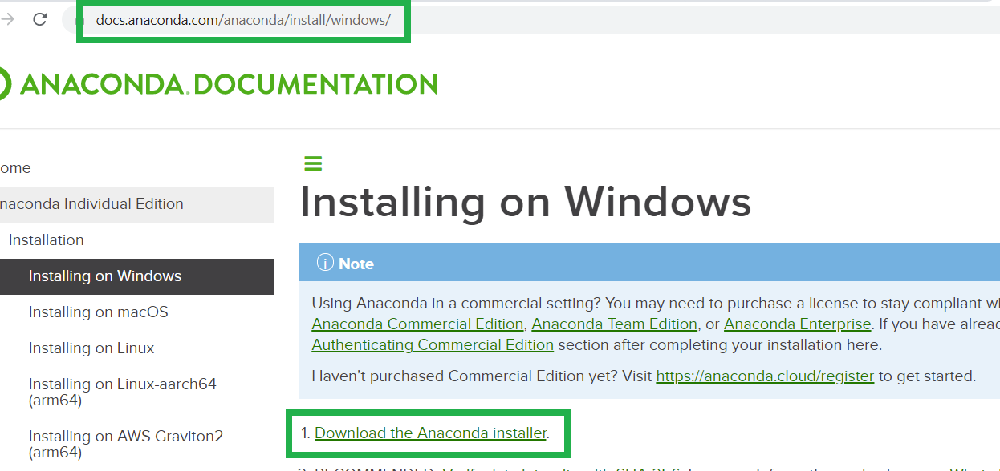 docs.anaconda.com/anaconda/install/windows/
ANACONDA.DOCUMENTATION
ome
naconda Individual Edition
Installation
Installing on Windows
Installing on macOS
Installing on Linux
Installing on Linux-aarch64
(arm64)
Installing on AWS Graviton2
(arm64)
Installing on Windows
Note
Using Anaconda in a commercial setting? You may need to purchase a license to stay compliant wi
Anaconda Commercial Edition, Anaconda Team Edition, or Anaconda Enterprise. If you have alrea
Authenticating Commercial Edition section after completing your installation here.
Haven’t purchased Commercial Edition yet? Visit https://anaconda.cloud/register to get started.
1. Download the Anaconda installer.